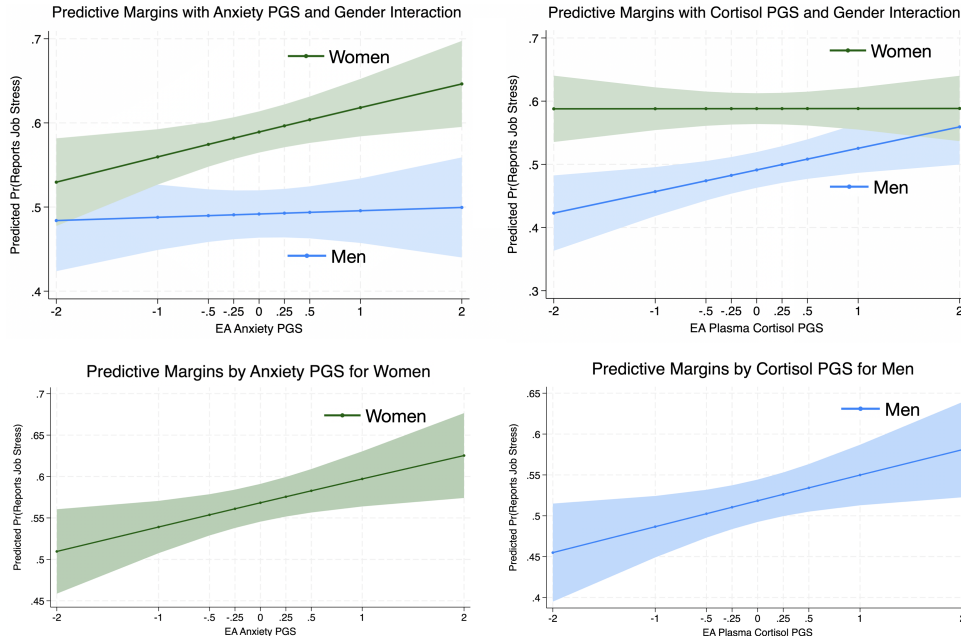 Predictive Margins with Anxiety PGS and Gender Interaction
Predicted Pr(Reports Job Stress)
.7
.6
.5
.4
Women
Men
-2 -1 -.5 -.25 0 .25 .5 1 2
EA Anxiety PGS
Predictive Margins with Cortisol PGS and Gender Interaction
Predicted Pr(Reports Job Stress)
.7
.6
.5
.4
.3
Women
Men
-2 -1 -.5 -.25 0 .25 .5 1 2
EA Plasma Cortisol PGS
Predictive Margins by Anxiety PGS for Women
Predicted Pr(Reports Job Stress)
.7
.65
.6
.55
.5
.45
Women
-2 -1 -.5 -.25 0 .25 .5 1 2
EA Anxiety PGS
Predictive Margins by Cortisol PGS for Men
Predicted Pr(Reports Job Stress)
.65
.6
.55
.5
.45
.4
Men
-2 -1 -.5 -.25 0 .25 .5 1 2
EA Plasma Cortisol PGS